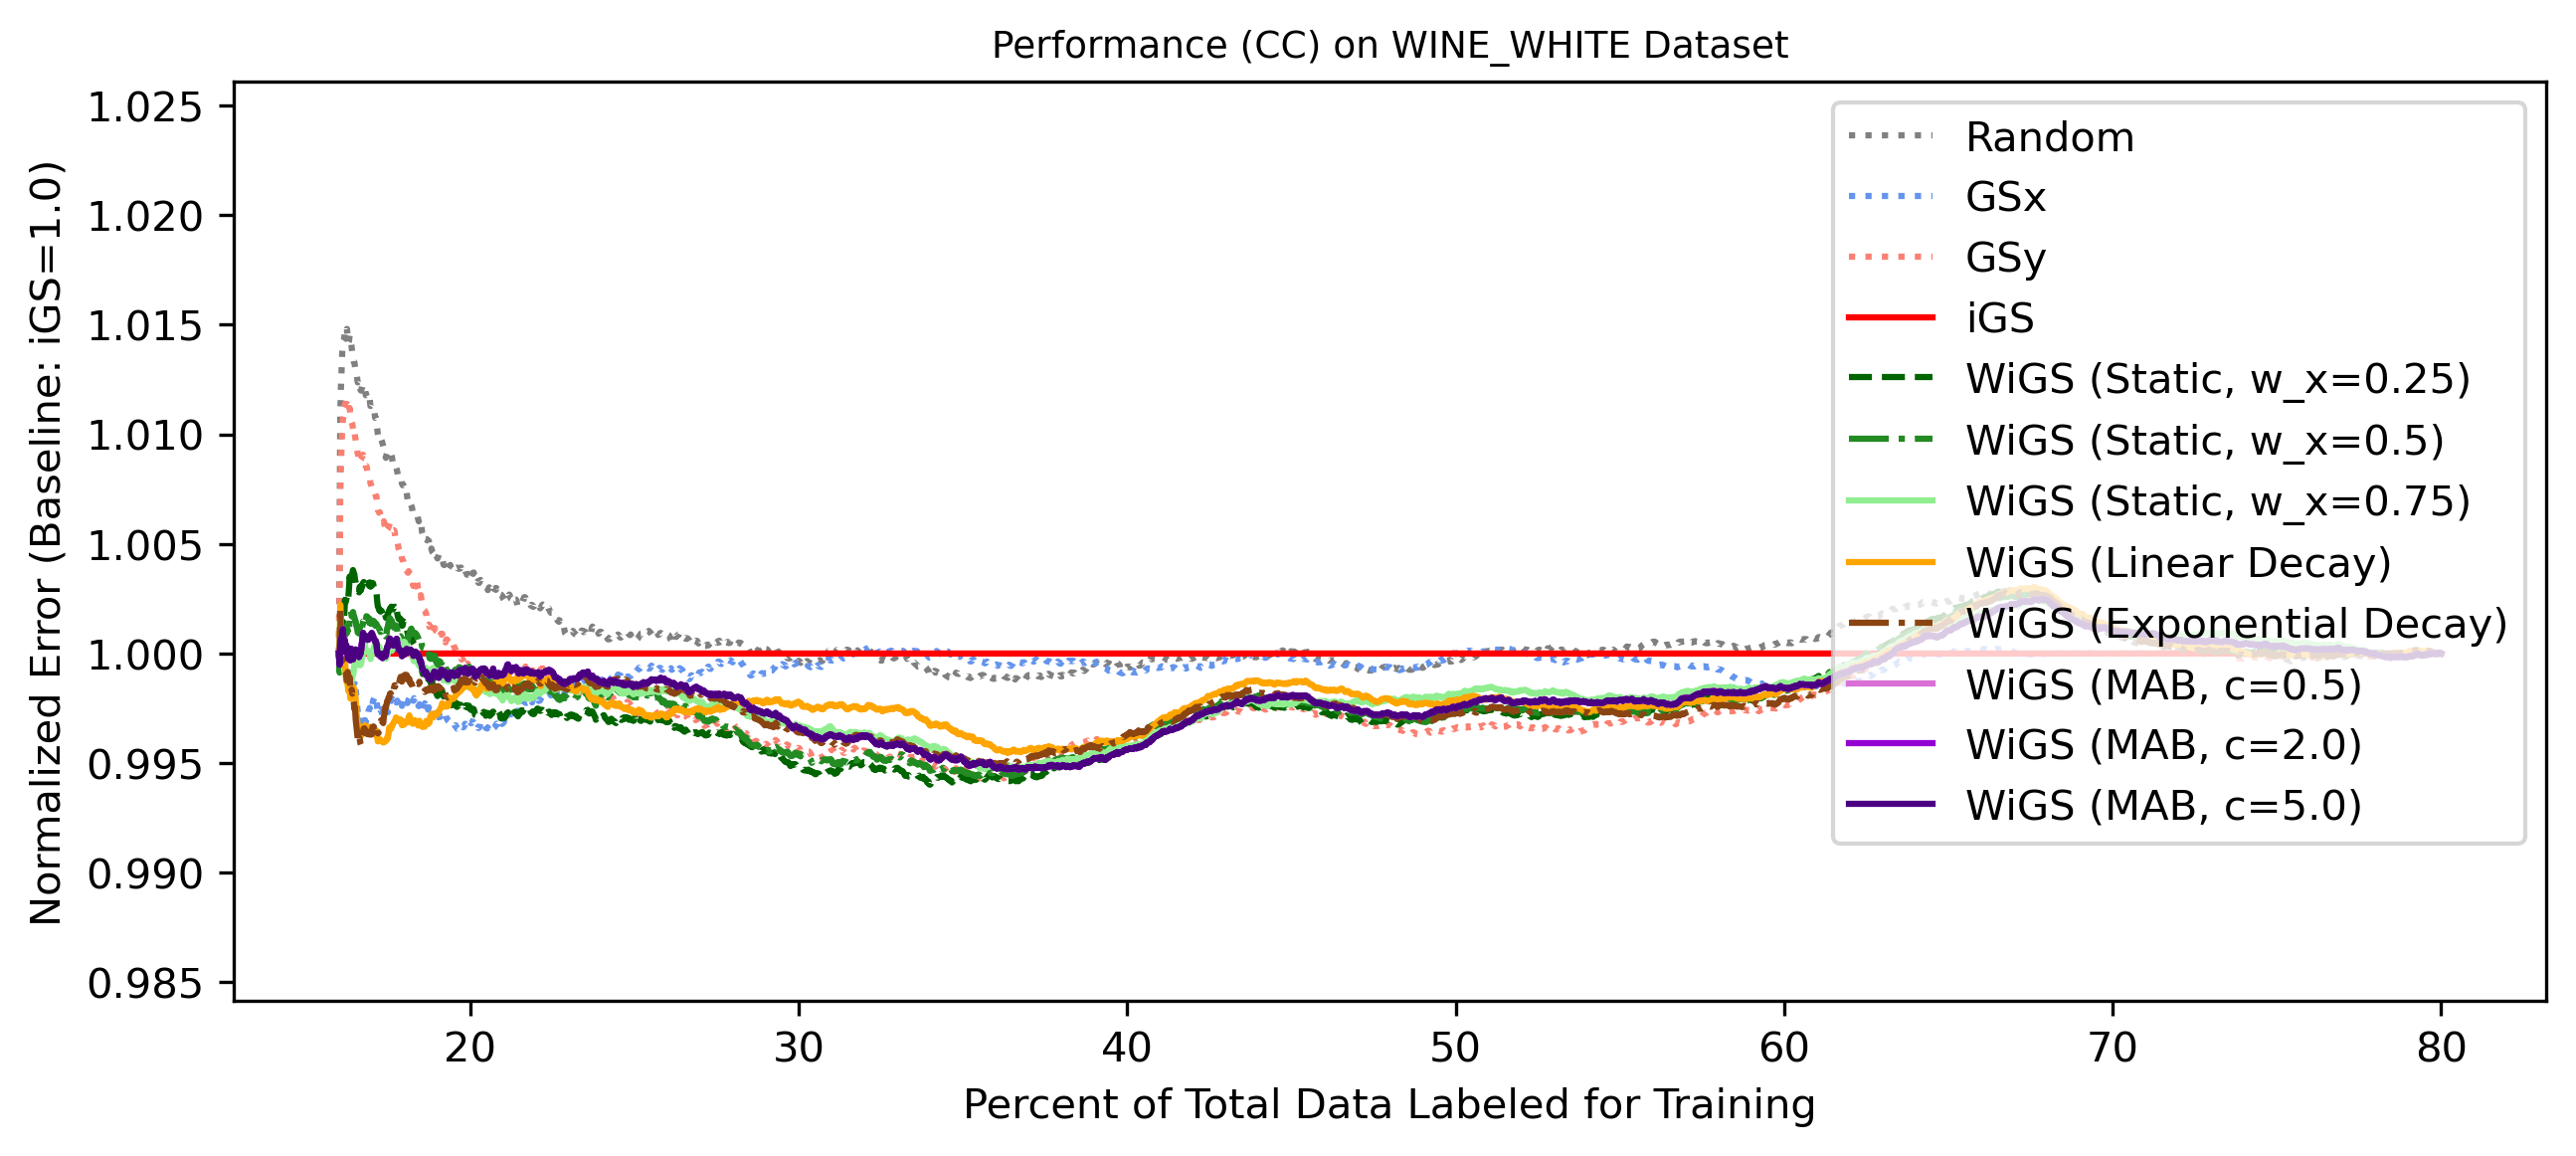 Performance (CC) on WINE_WHITE Dataset
Normalized Error (Baseline: iGS=1.0)
1.025
1.020
1.015
1.010
1.005
1.000
0.995
0.990
0.985
Random
GSx
GSy
iGS
WiGS (Static, w_x=0.25)
WiGS (Static, w_x=0.5)
WiGS (Static, w_x=0.75)
WiGS (Linear Decay)
WiGS (Exponential Decay)
WiGS (MAB, c=0.5)
WiGS (MAB, c=2.0)
WiGS (MAB, c=5.0)
20 30 40 50 60 70 80
Percent of Total Data Labeled for Training